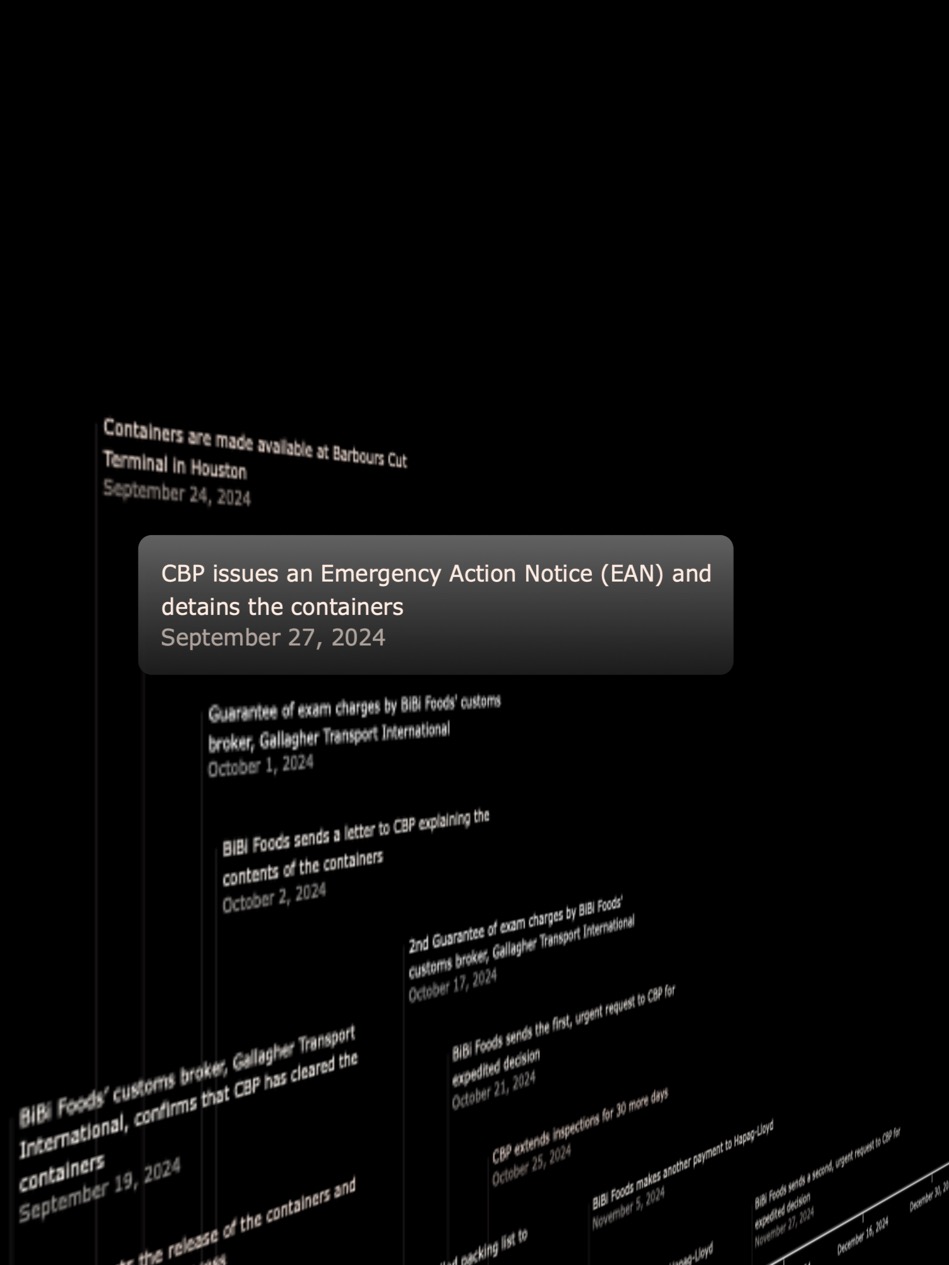 Containers are made available at Barbours Cut
Terminal in Houston
September 24, 2024
CBP issues an Emergency Action Notice (EAN) and
detains the containers
September 27, 2024
Guarantee of exam charges by BiBi Foods' customs
broker, Gallagher Transport International
October 1, 2024
BiBi Foods sends a letter to CBP explaining the
contents of the containers
October 2, 2024
2nd Guarantee of exam charges by BiBi Foods'
customs broker, Gallagher Transport International
October 17, 2024
BiBi Foods sends the first, urgent request to CBP for
expedited decision
October 21, 2024
BiBi Foods' customs broker, Gallagher Transport
International, confirms that CBP has cleared the
containers
September 19, 2024
CBP extends inspections for 30 more days
October 25, 2024
BiBi Foods makes another payment to Hapag-Lloyd
November 5, 2024
BiBi Foods sends a second, urgent request to CBP for
expedited decision
November 27, 2024
the release of the containers and
packing list to
Hapag-Lloyd
December 16, 2024
December 30,